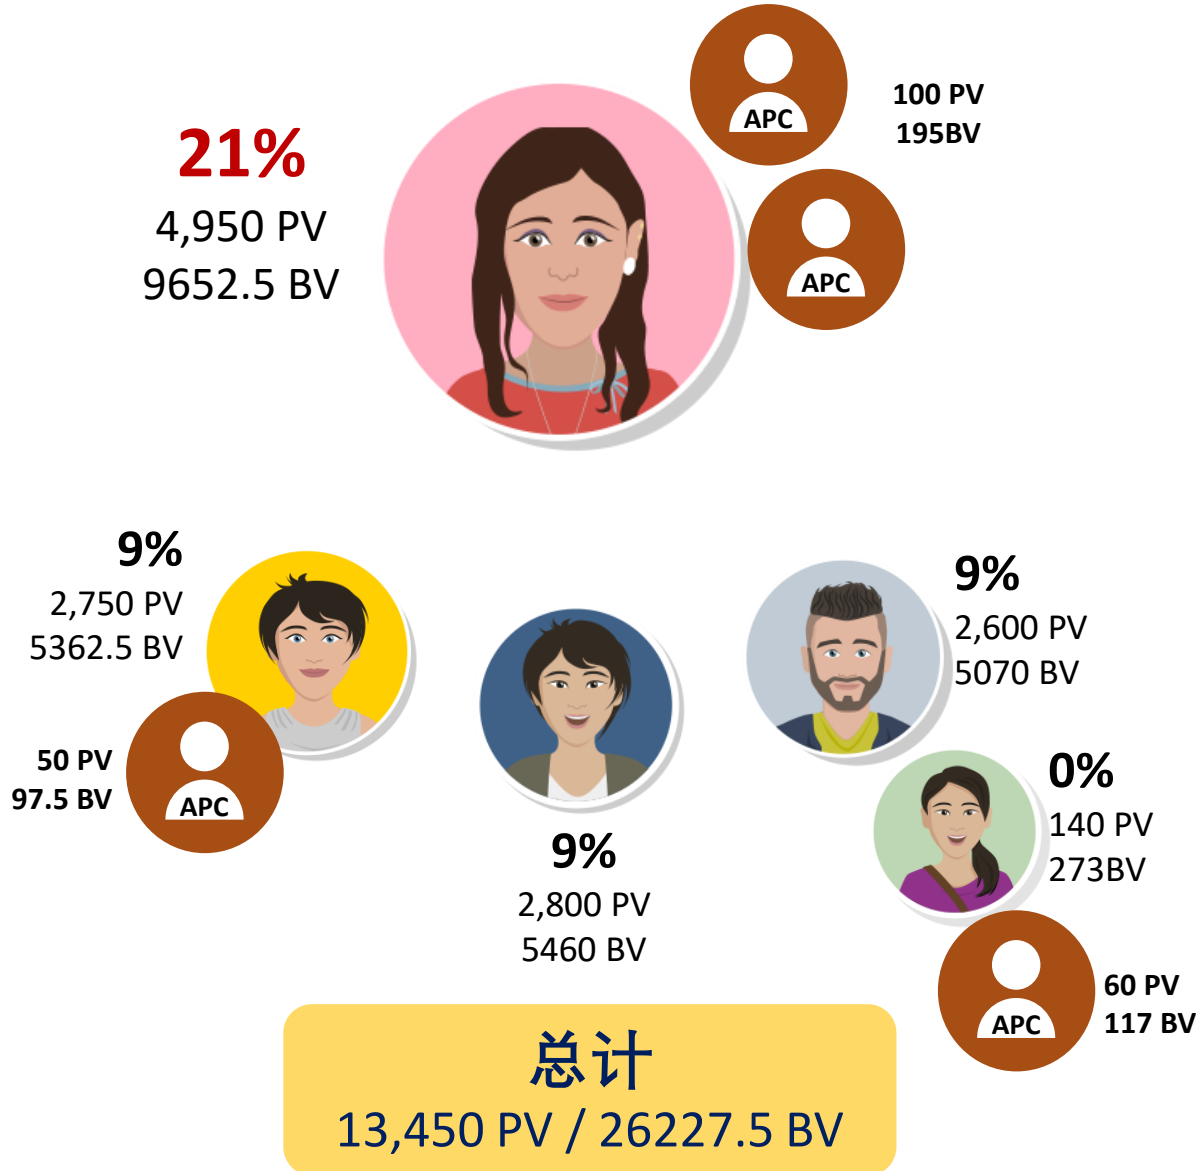 21%
4,950 PV
9652.5 BV
APC
100 PV
195BV
APC
9%
2,750 PV
5362.5 BV
50 PV
97.5 BV
APC
9%
2,800 PV
5460 BV
9%
2,600 PV
5070 BV
0%
140 PV
273BV
APC
60 PV
117 BV
总计
13,450 PV / 26227.5 BV